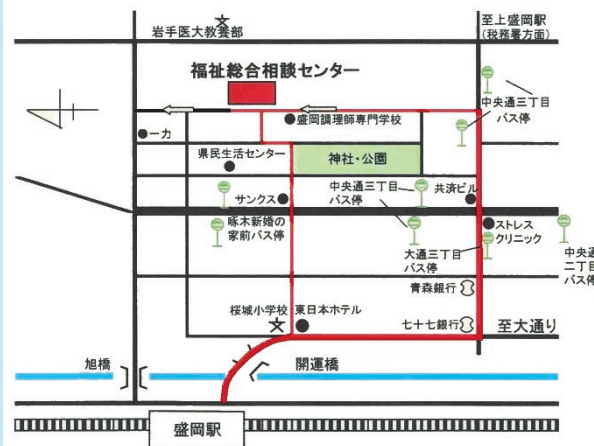 岩手医大教養部
至上盛岡駅
(税務署方面)
福祉総合相談センター
中央通三丁目
バス停
一力
盛岡調理師専門学校
県民生活センター
神社・公園
サンクス
中央通三丁目
バス停
共済ビル
啄木新婚の
家前バス停
大通三丁目
バス停
ストレス
クリニック
中央通
二丁目
バス停
青森銀行
桜城小学校
東日本ホテル
七十七銀行
至大通り
旭橋
開運橋
盛岡駅